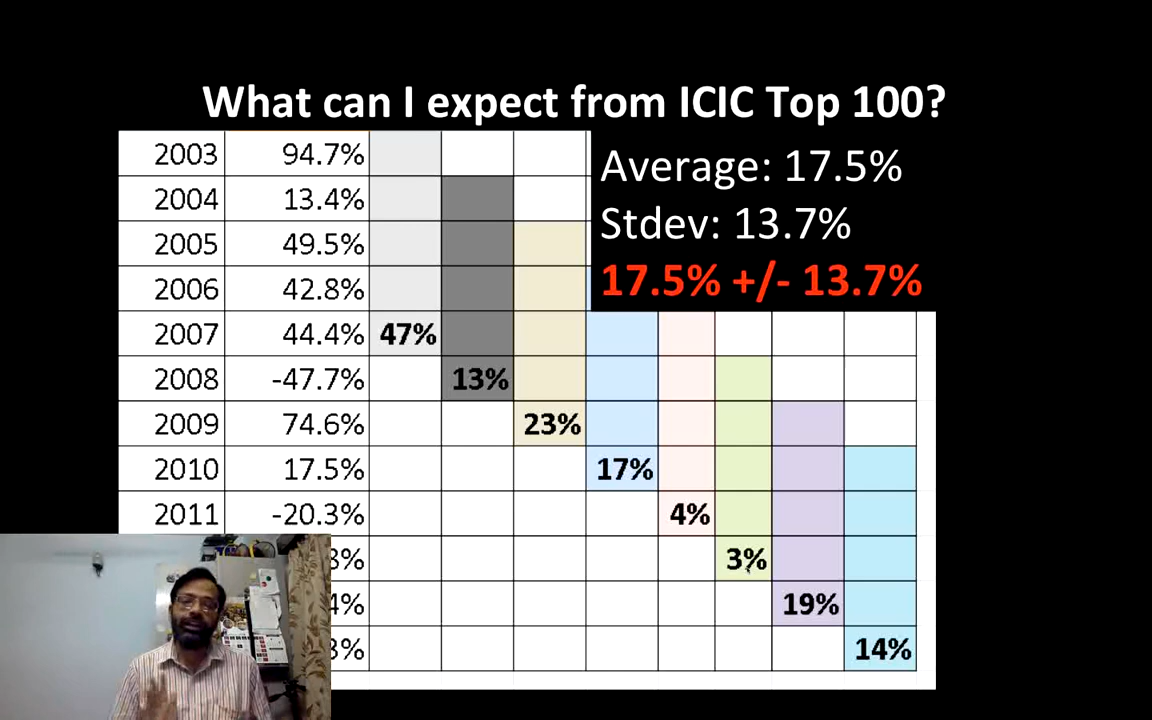 What can I expect from ICIC Top 100?
Average: 17.5%
Stdev: 13.7%
17.5% +/- 13.7%
2003 94.7%
2004 13.4%
2005 49.5%
2006 42.8%
2007 44.4% 47%
2008 -47.7% 13%
2009 74.6% 23%
2010 17.5% 17%
2011 -20.3% 4%
3%
19%
14%